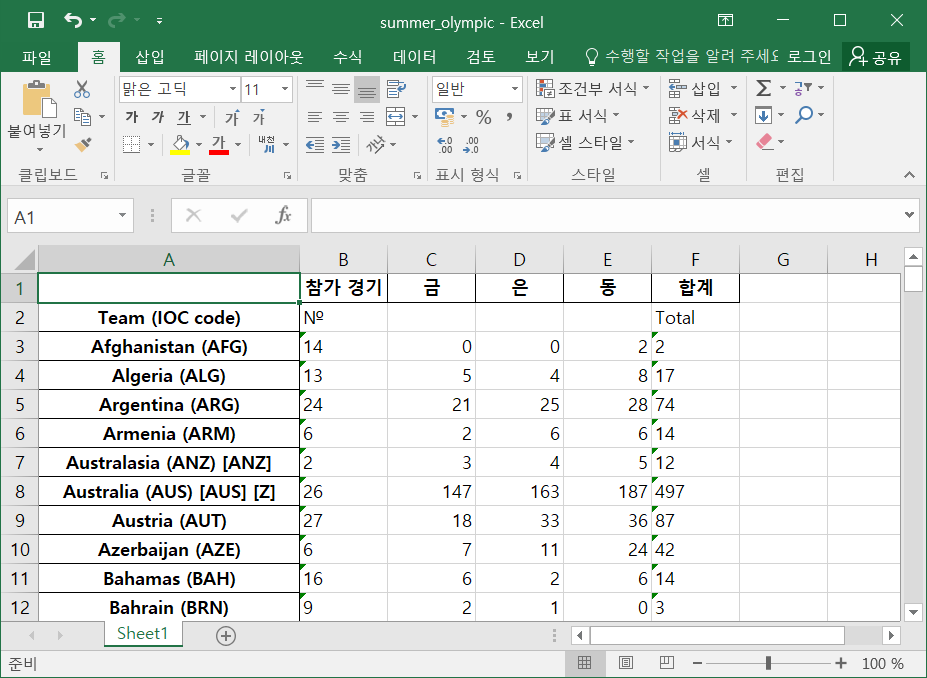 summer_olympic - Excel
파일 홈 삽입 페이지 레이아웃 수식 데이터 검토 보기 수행할 작업을 알려 주세요 로그인 공유
맑은 고딕 11 일반 조건부 서식 삽입
붙여넣기 가 가 가 가 가 % , 표 서식 삭제
가 내천 셀 스타일 서식
클립보드 글꼴 맞춤 표시 형식 스타일 셀 편집
A1 fx
A B C D E F G H
1 참가 경기 금 은 동 합계
2 Team (IOC code) № Total
3 Afghanistan (AFG) 14 0 0 2 2
4 Algeria (ALG) 13 5 4 8 17
5 Argentina (ARG) 24 21 25 28 74
6 Armenia (ARM) 6 2 6 6 14
7 Australasia (ANZ) [ANZ] 2 3 4 5 12
8 Australia (AUS) [AUS] [Z] 26 147 163 187 497
9 Austria (AUT) 27 18 33 36 87
10 Azerbaijan (AZE) 6 7 11 24 42
11 Bahamas (BAH) 16 6 2 6 14
12 Bahrain (BRN) 9 2 1 0 3
Sheet1
준비 100 %